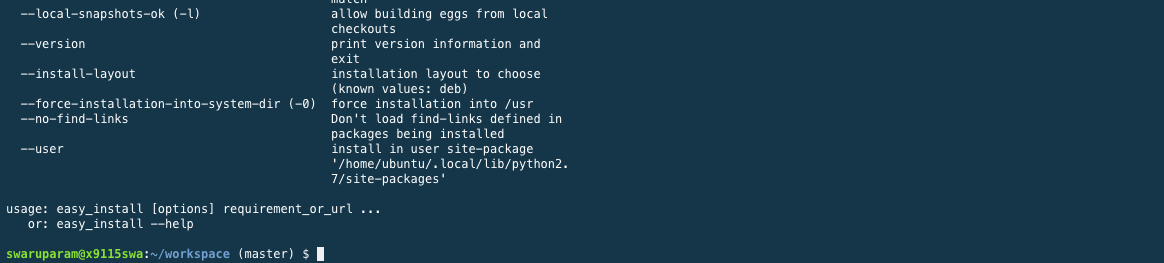 match
--local-snapshots-ok (-l) allow building eggs from local
checkouts
--version print version information and
exit
--install-layout installation layout to choose
(known values: deb)
--force-installation-into-system-dir (-0) force installation into /usr
--no-find-links Don't load find-links defined in
packages being installed
--user install in user site-package
'/home/ubuntu/.local/lib/python2.
7/site-packages'
usage: easy_install [options] requirement_or_url ...
or: easy_install --help
swaruparam@x9115swa:~/workspace (master) $